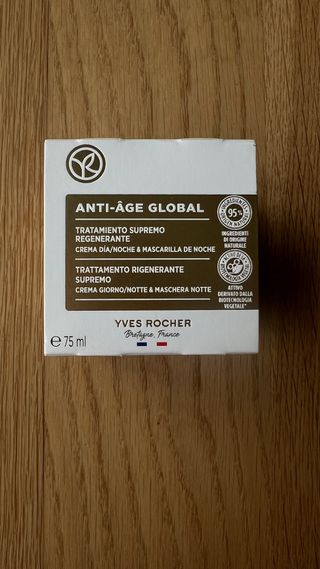 ANTI-ÂGE GLOBAL
TRATAMIENTO SUPREMO
REGENERANTE
CREMA DÍA/NOCHE & MASCARILLA DE NOCHE
TRATTAMENTO RIGENERANTE
SUPREMO
CREMA GIORNO/NOTTE & MASCHERA NOTTE
95%
INGREDIENTI
DI ORIGINE
NATURALE
ATTIVO
DERIVATO DALLA
BIOTECNOLOGIA
VEGETALE*
YVES ROCHER
Bretagne, France
℮ 75 ml